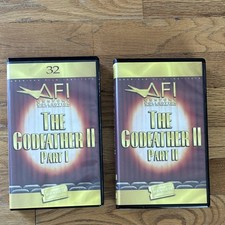 32
AFI
THE
GODFATHER II
PART I
AFI
THE
GODFATHER II
PART II